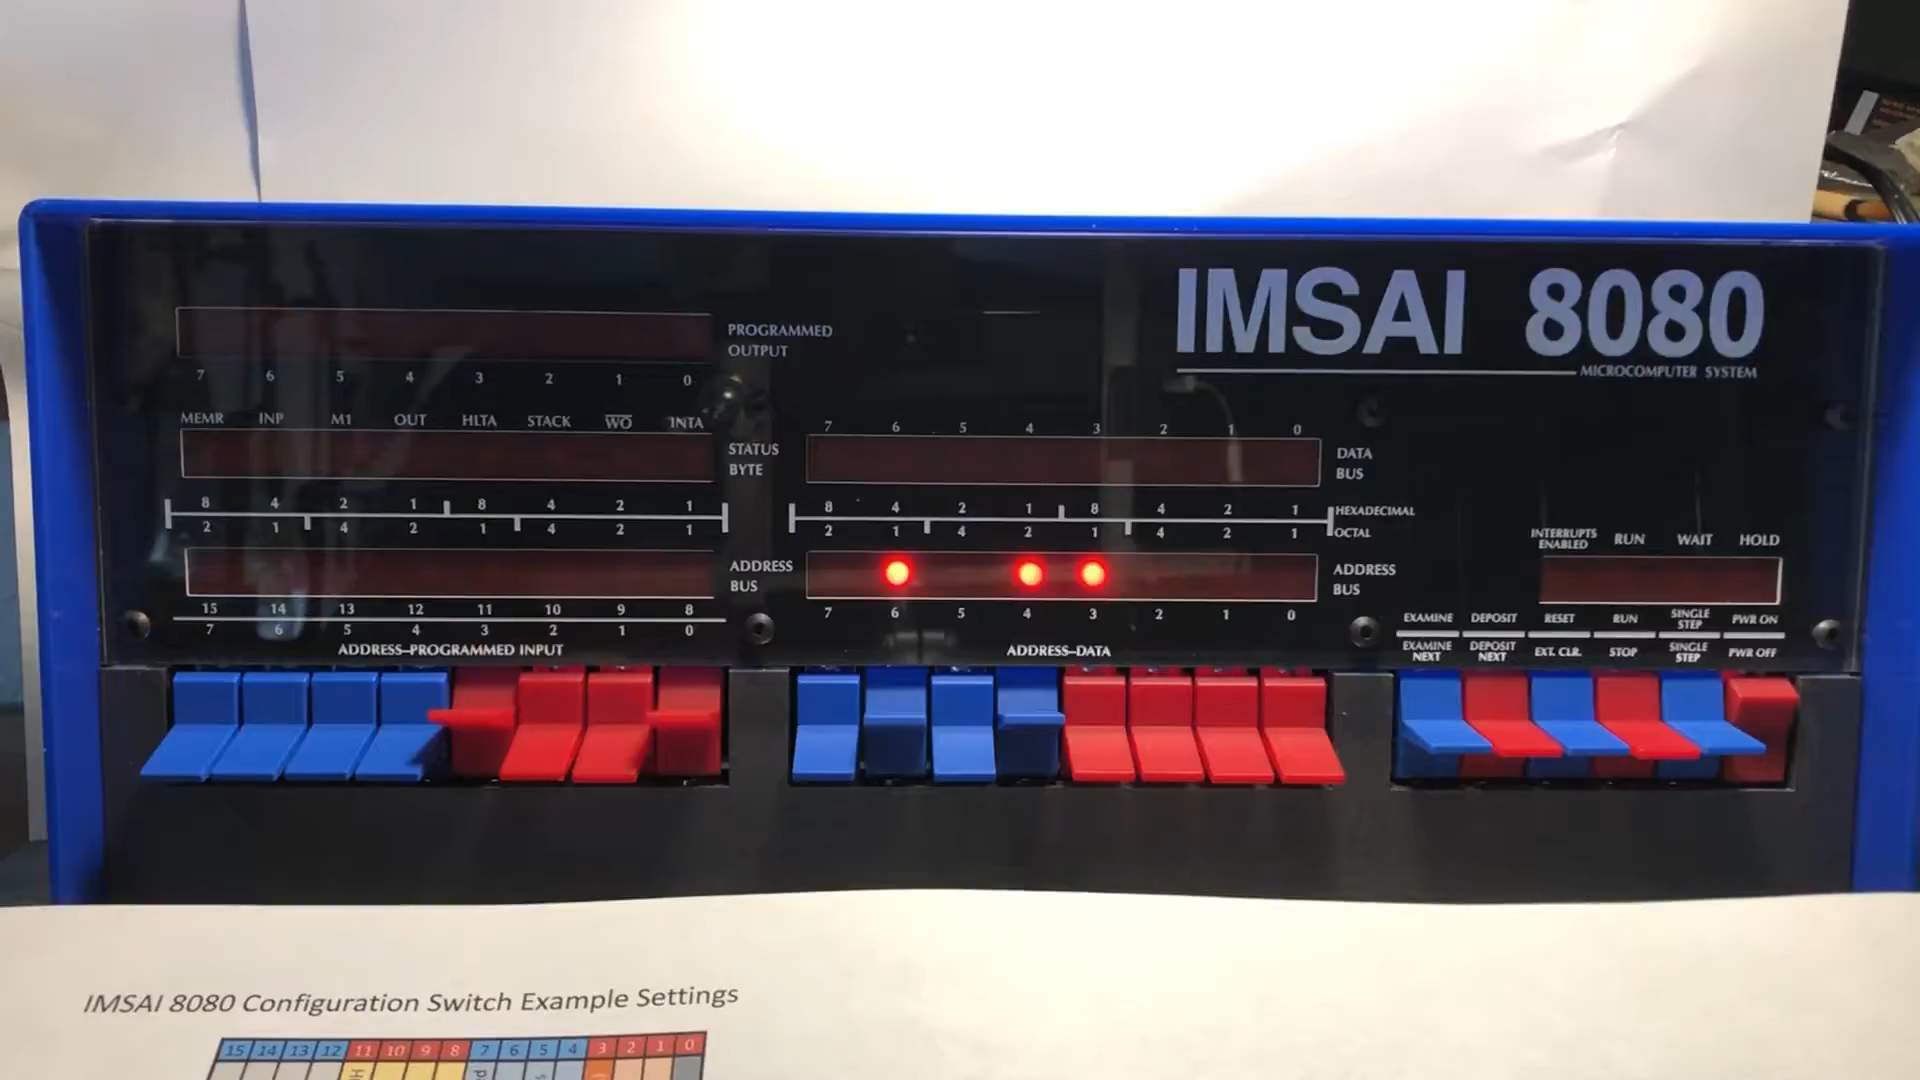 IMSAI 8080
MICROCOMPUTER SYSTEM
PROGRAMMED
OUTPUT
7 6 5 4 3 2 1 0
MEMR INP M1 OUT HLTA STACK WO INTA
STATUS
BYTE
7 6 5 4 3 2 1 0
DATA
BUS
8 4 2 1 8 4 2 1
2 1 4 2 1 4 2 1
8 4 2 1 8 4 2 1
2 1 4 2 1 4 2 1
HEXADECIMAL
OCTAL
ADDRESS
BUS
15 14 13 12 11 10 9 8
7 6 5 4 3 2 1 0
ADDRESS–PROGRAMMED INPUT
ADDRESS
BUS
7 6 5 4 3 2 1 0
ADDRESS–DATA
INTERRUPTS
ENABLED
RUN WAIT HOLD
EXAMINE
EXAMINE
NEXT
DEPOSIT
DEPOSIT
NEXT
RESET
EXT. CLR.
RUN
STOP
SINGLE
STEP
SINGLE
STEP
PWR ON
PWR OFF
IMSAI 8080 Configuration Switch Example Settings
15 14 13 12 11 10 9 8 7 6 5 4 3 2 1 0